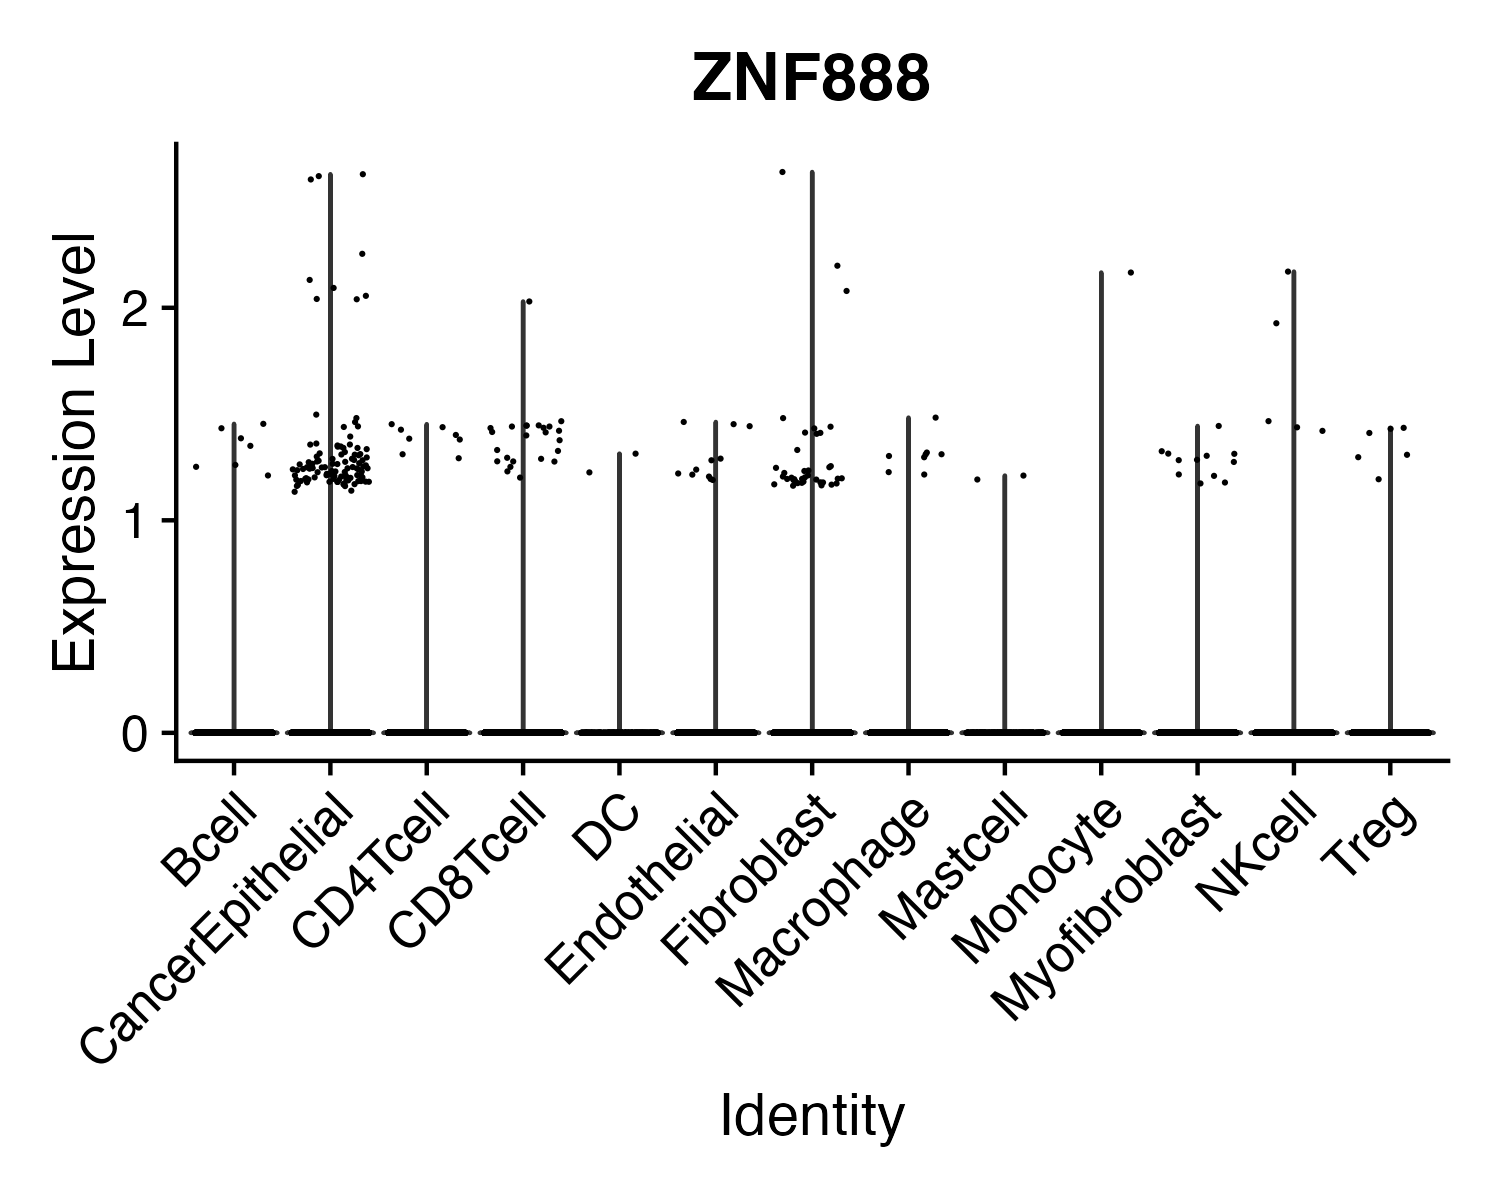 ZNF888
Expression Level
2
1
0
Bcell
CancerEpithelial
CD4Tcell
CD8Tcell
DC
Endothelial
Fibroblast
Macrophage
Mastcell
Monocyte
Myofibroblast
NKcell
Treg
Identity